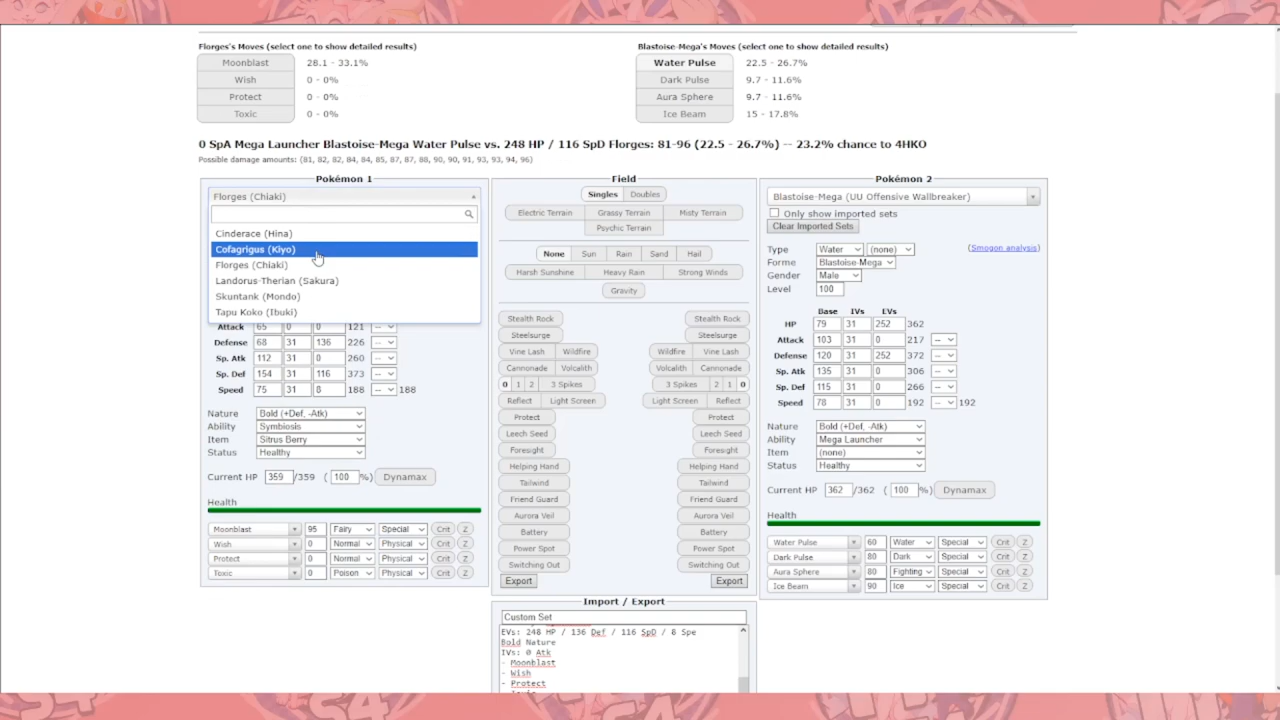 Florges's Moves (select one to show detailed results)
Moonblast 28.1 - 33.1%
Wish 0 - 0%
Protect 0 - 0%
Toxic 0 - 0%
Blastoise-Mega's Moves (select one to show detailed results)
Water Pulse 22.5 - 26.7%
Dark Pulse 9.7 - 11.6%
Aura Sphere 9.7 - 11.6%
Ice Beam 15 - 17.8%
0 SpA Mega Launcher Blastoise-Mega Water Pulse vs. 248 HP / 116 SpD Florges: 81-96 (22.5 - 26.7%) -- 23.2% chance to 4HKO
Possible damage amounts: (81, 82, 82, 84, 84, 85, 87, 87, 88, 90, 90, 91, 93, 93, 94, 96)
Pokémon 1
Florges (Chiaki)
Cinderace (Hina)
Cofagrigus (Kiyo)
Florges (Chiaki)
Landorus-Therian (Sakura)
Skuntank (Mondo)
Tapu Koko (Ibuki)
Attack 65 0 0 121 --
Defense 68 31 136 226 --
Sp. Atk 112 31 0 260 --
Sp. Def 154 31 116 373 --
Speed 75 31 8 188 -- 188
Nature Bold (+Def, -Atk)
Ability Symbiosis
Item Sitrus Berry
Status Healthy
Current HP 359 /359 ( 100 %) Dynamax
Health
Moonblast 95 Fairy Special Crit Z
Wish 0 Normal Physical Crit Z
Protect 0 Normal Physical Crit Z
Toxic 0 Poison Physical Crit Z
Field
Singles Doubles
Electric Terrain Grassy Terrain Misty Terrain
Psychic Terrain
None Sun Rain Sand Hail
Harsh Sunshine Heavy Rain Strong Winds
Gravity
Stealth Rock Stealth Rock
Steelsurge Steelsurge
Vine Lash Wildfire Wildfire Vine Lash
Cannonade Volcalith Volcalith Cannonade
0 1 2 3 Spikes 3 Spikes 2 1 0
Reflect Light Screen Light Screen Reflect
Protect Protect
Leech Seed Leech Seed
Foresight Foresight
Helping Hand Helping Hand
Tailwind Tailwind
Friend Guard Friend Guard
Aurora Veil Aurora Veil
Battery Battery
Power Spot Power Spot
Switching Out Switching Out
Export Export
Import / Export
Custom Set
EVs: 248 HP / 136 Def / 116 SpD / 8 Spe
Bold Nature
IVs: 0 Atk
- Moonblast
- Wish
- Protect
Pokémon 2
Blastoise-Mega (UU Offensive Wallbreaker)
Only show imported sets
Clear Imported Sets
Type Water (none) (Smogon analysis)
Forme Blastoise-Mega
Gender Male
Level 100
Base IVs EVs
HP 79 31 252 362
Attack 103 31 0 217 --
Defense 120 31 252 372 --
Sp. Atk 135 31 0 306 --
Sp. Def 115 31 0 266 --
Speed 78 31 0 192 -- 192
Nature Bold (+Def, -Atk)
Ability Mega Launcher
Item (none)
Status Healthy
Current HP 362 /362 ( 100 %) Dynamax
Health
Water Pulse 60 Water Special Crit Z
Dark Pulse 80 Dark Special Crit Z
Aura Sphere 80 Fighting Special Crit Z
Ice Beam 90 Ice Special Crit Z